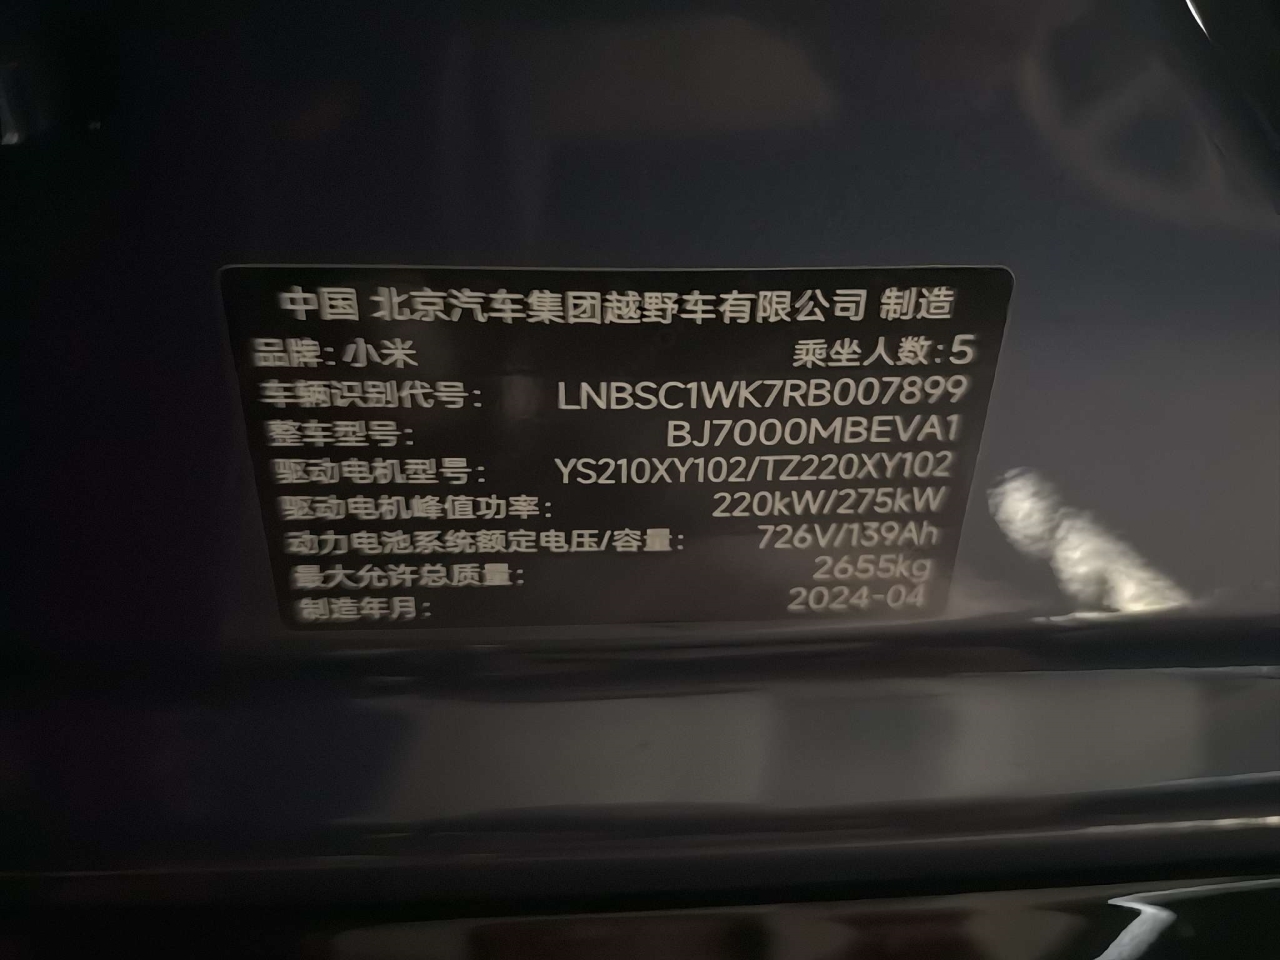 中国 北京汽车集团越野车有限公司 制造
品牌:小米 乘坐人数:5
车辆识别代号: LNBSC1WK7RB007899
整车型号: BJ7000MBEVA1
驱动电机型号: YS210XY102/TZ220XY102
驱动电机峰值功率: 220kW/275kW
动力电池系统额定电压/容量: 726V/139Ah
最大允许总质量: 2655kg
制造年月: 2024-04